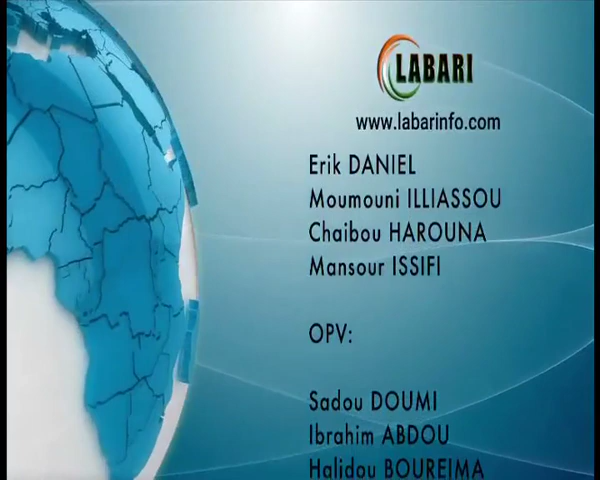 LABARI
www.labarinfo.com
Erik DANIEL
Moumouni ILLIASSOU
Chaibou HAROUNA
Mansour ISSIFI
OPV:
Sadou DOUMI
Ibrahim ABDOU
Halidou BOUREIMA